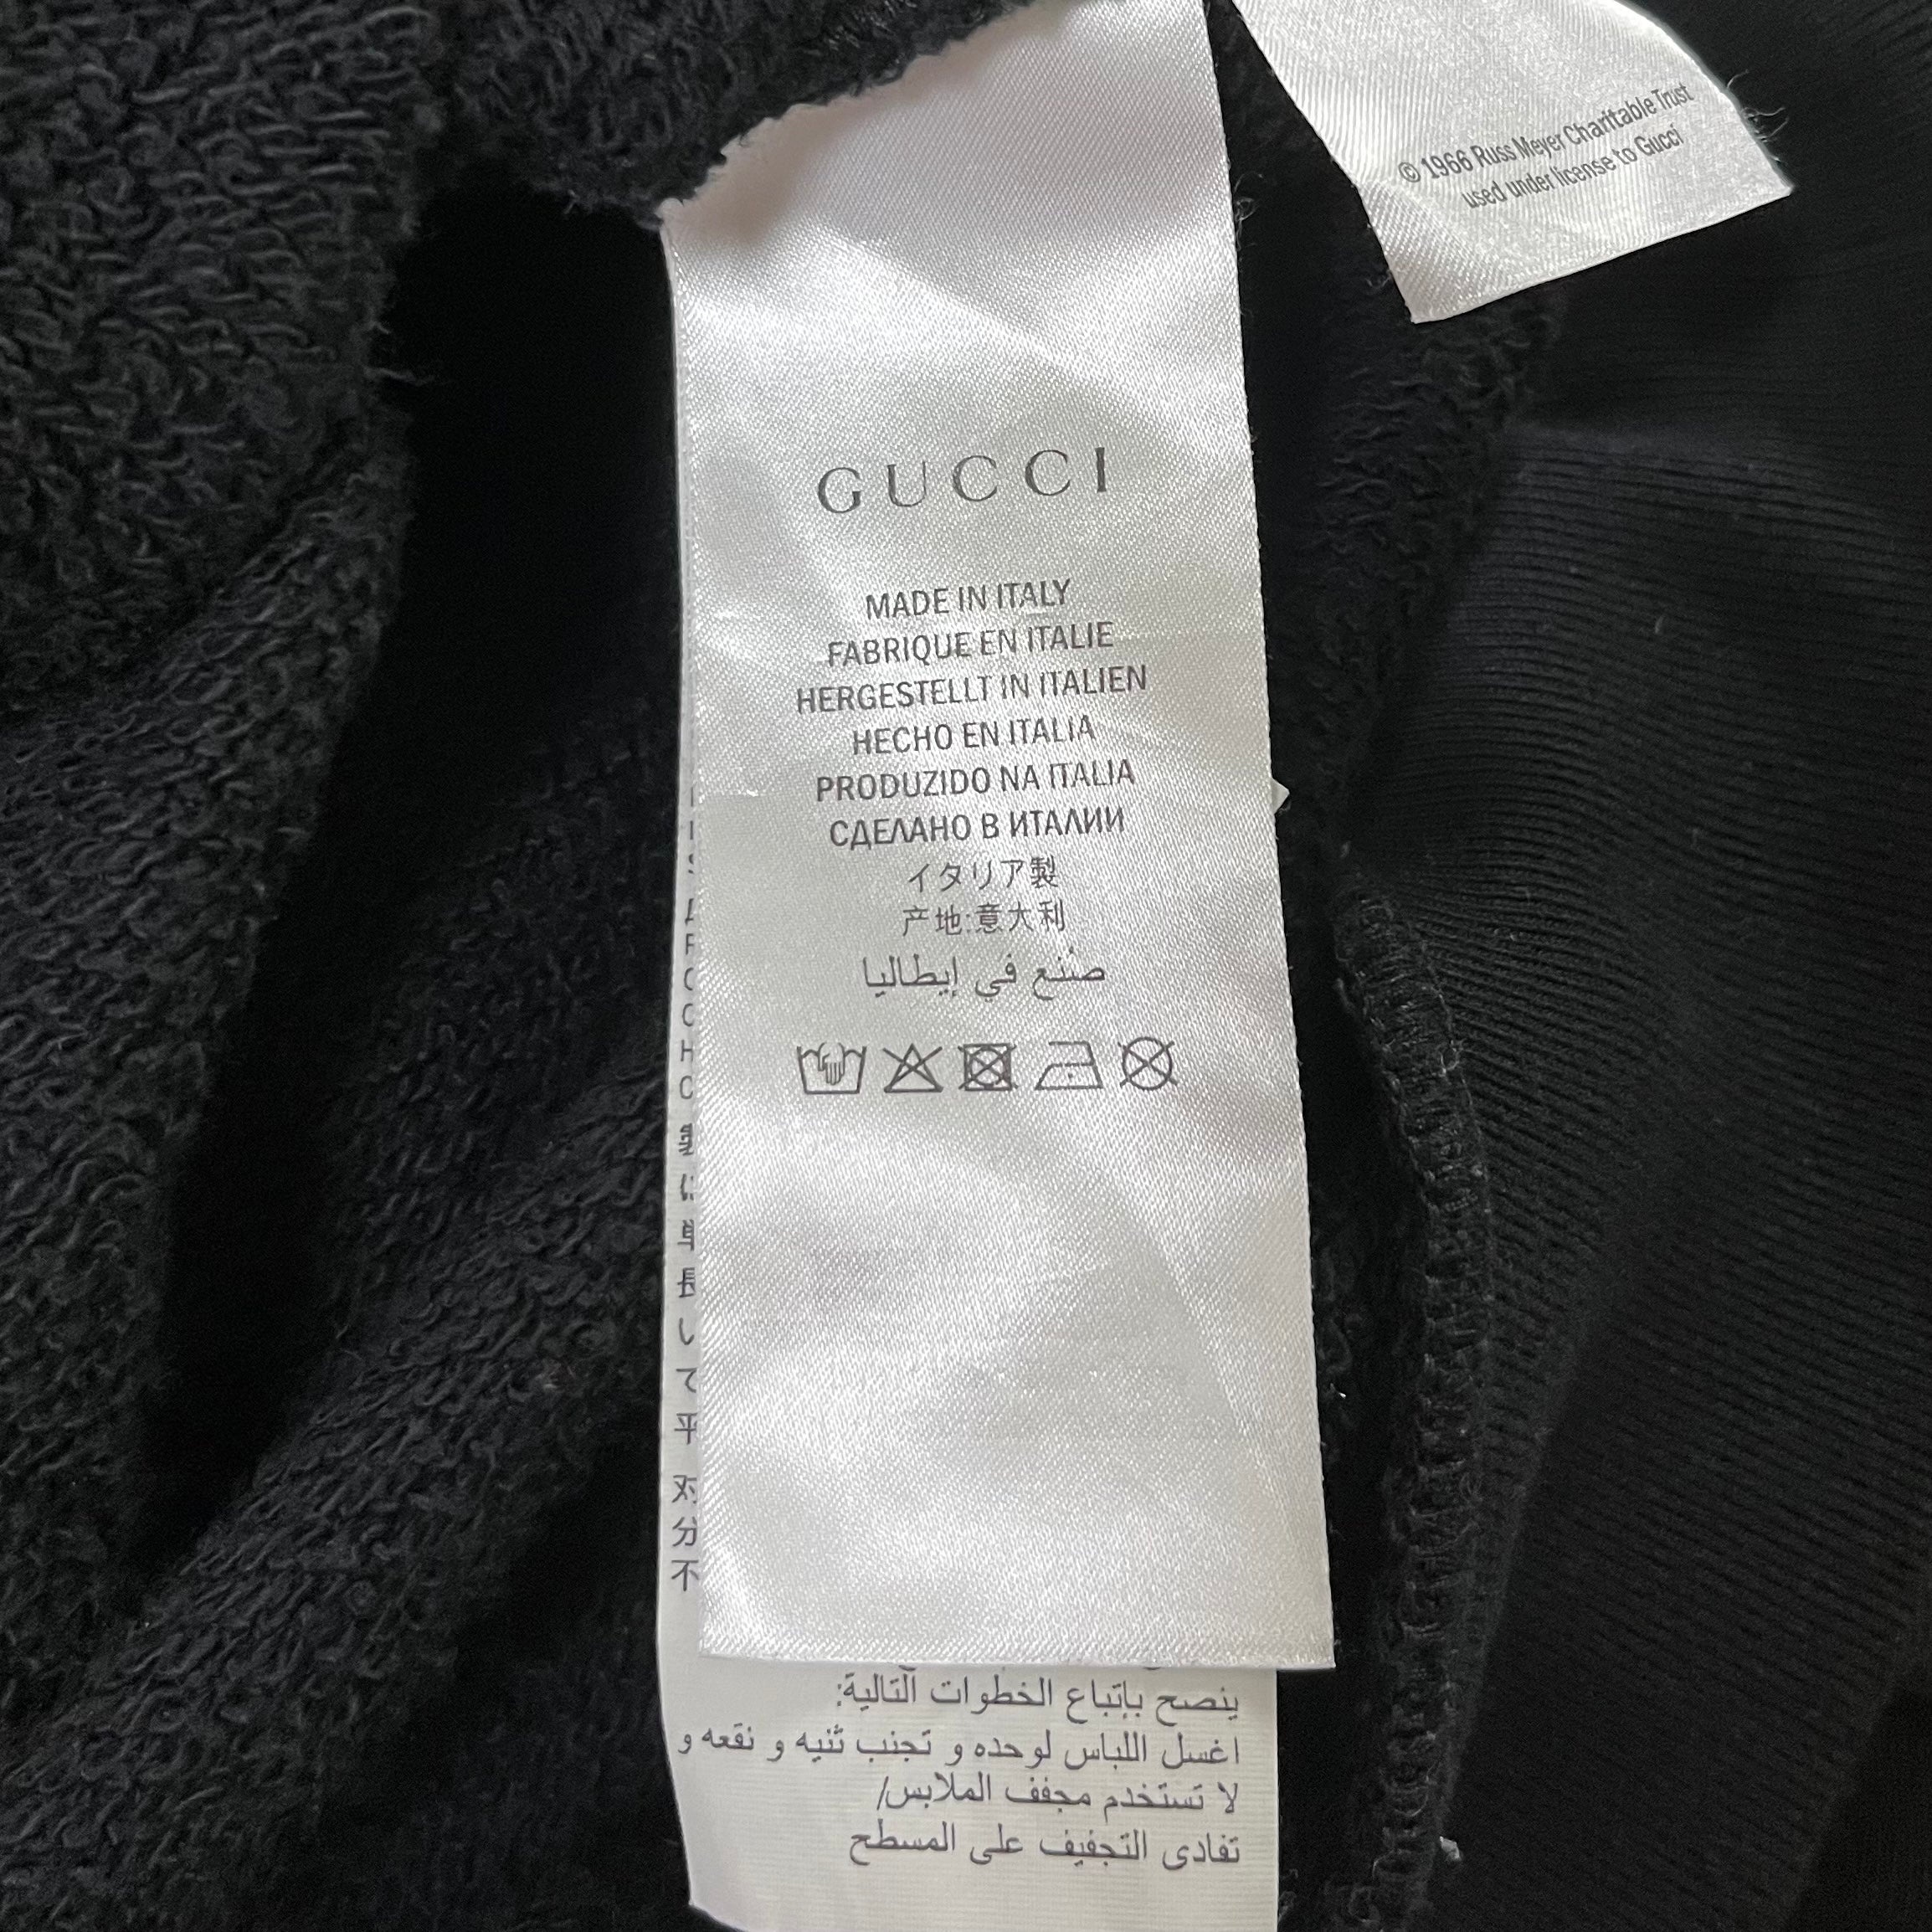 © 1966 Russ Meyer Charitable Trust
used under license to Gucci
GUCCI
MADE IN ITALY
FABRIQUE EN ITALIE
HERGESTELLT IN ITALIEN
HECHO EN ITALIA
PRODUZIDO NA ITALIA
СДЕЛАНО В ИТАЛИИ
イタリア製
产地:意大利
صنع في إيطاليا
ينصح بإتباع الخطوات التالية:
اغسل اللباس لوحده و تجنب ثنيه و نقعه و
لا تستخدم مجفف الملابس/
تفادى التجفيف على المسطح